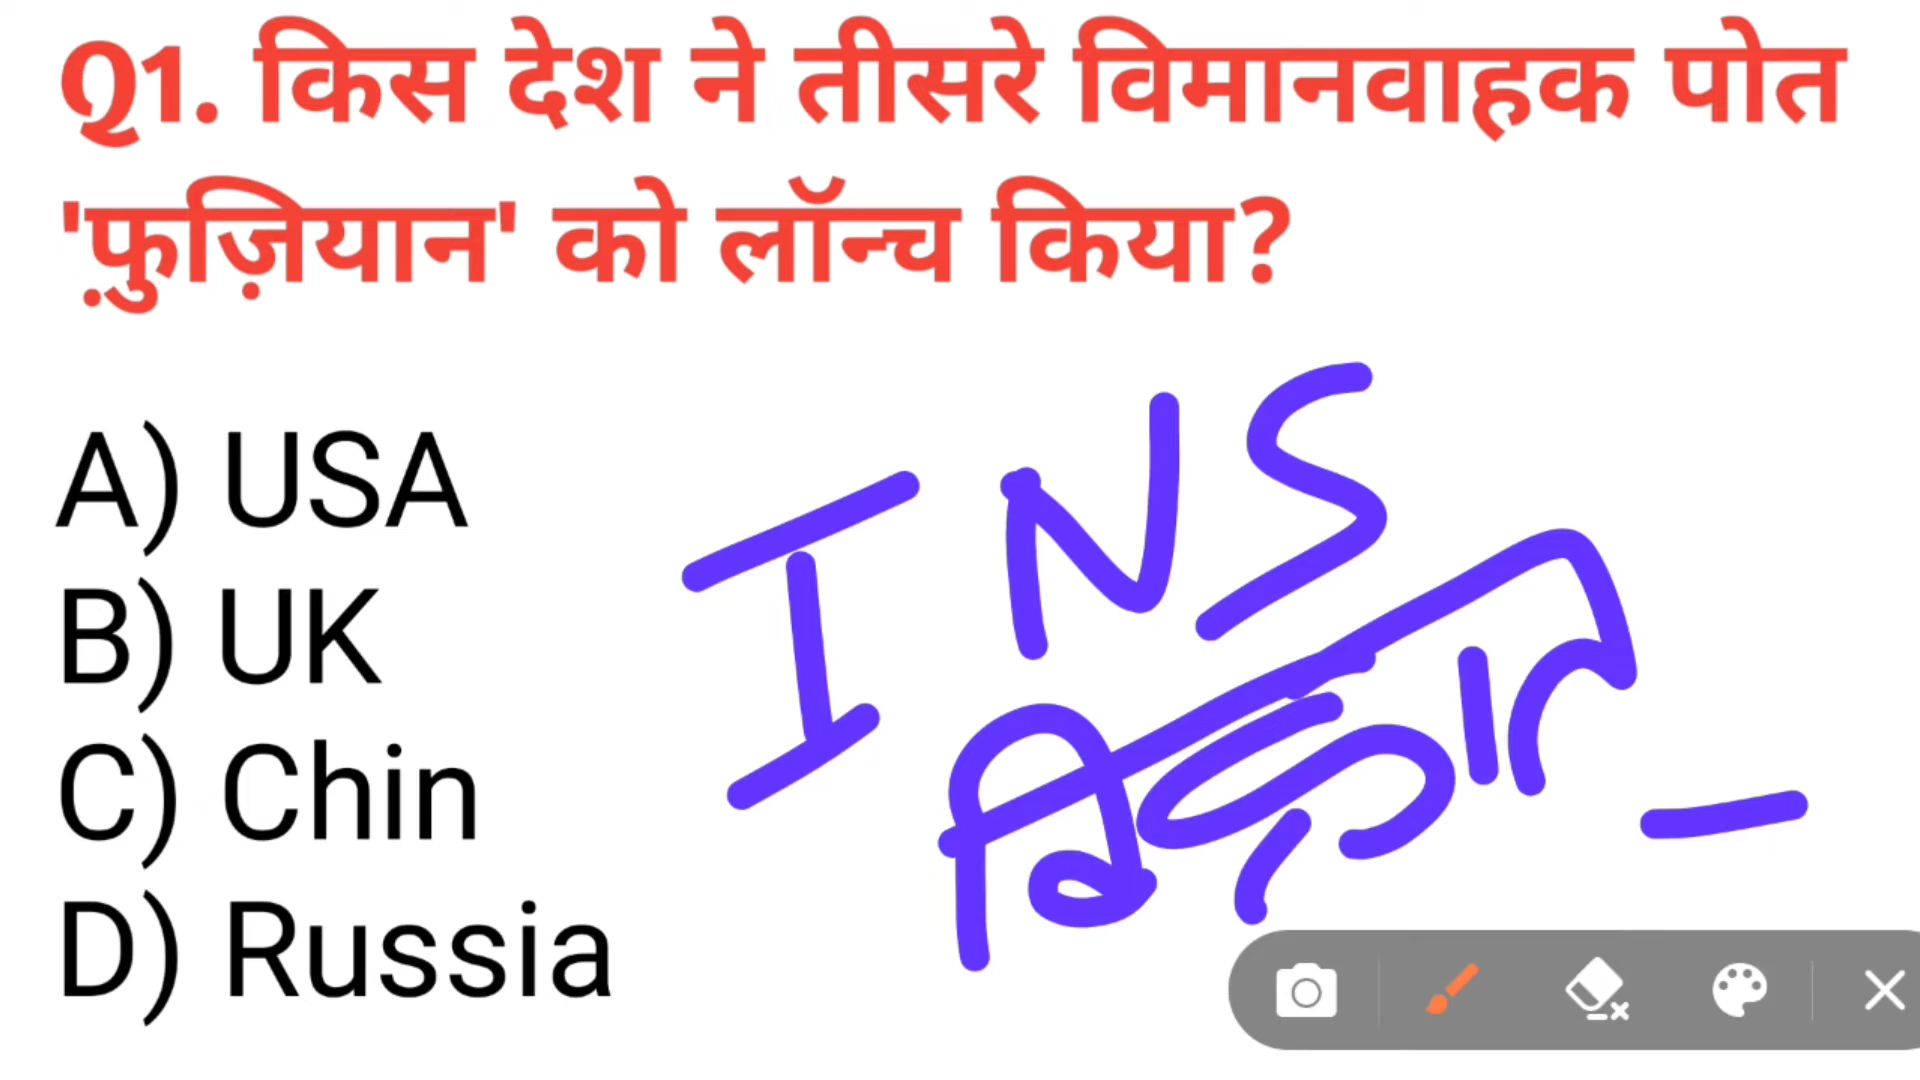 Q1. किस देश ने तीसरे विमानवाहक पोत
'फ़ुज़ियान' को लॉन्च किया?
A) USA
B) UK
C) Chin
D) Russia
INS